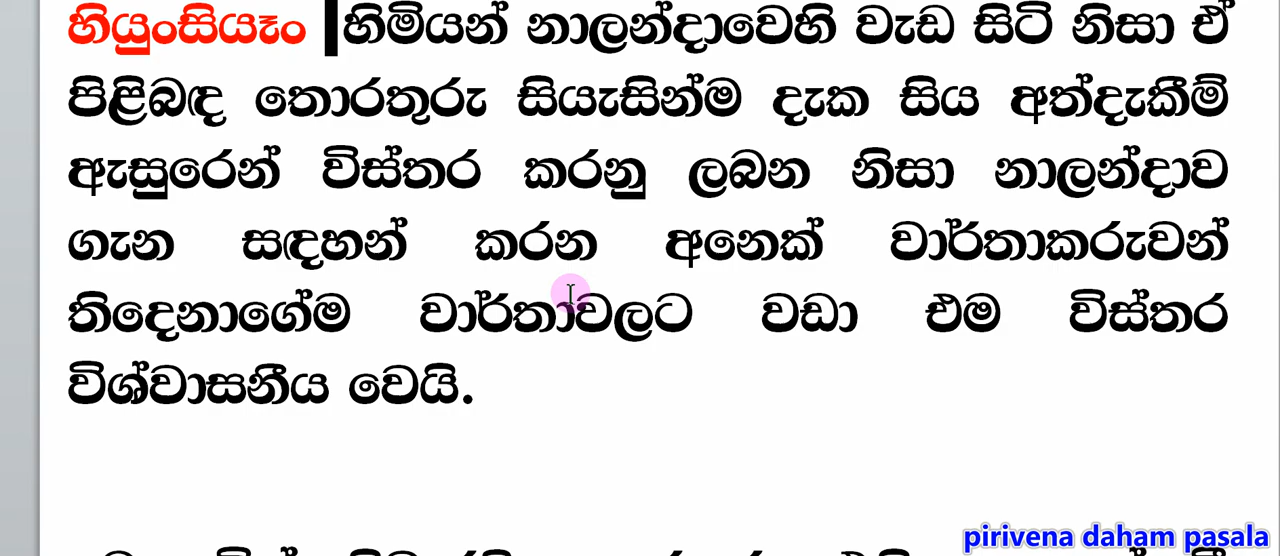 හියුංසියෑං හිමියන් නාලන්දාවෙහි වැඩ සිටි නිසා ඒ
පිළිබඳ තොරතුරු සියැසින්ම දැක සිය අත්දැකීම්
ඇසුරෙන් විස්තර කරනු ලබන නිසා නාලන්දාව
ගැන සඳහන් කරන අනෙක් වාර්තාකරුවන්
තිදෙනාගේම වාර්තාවලට වඩා එම විස්තර
විශ්වාසනීය වෙයි.
pirivena daham pasala